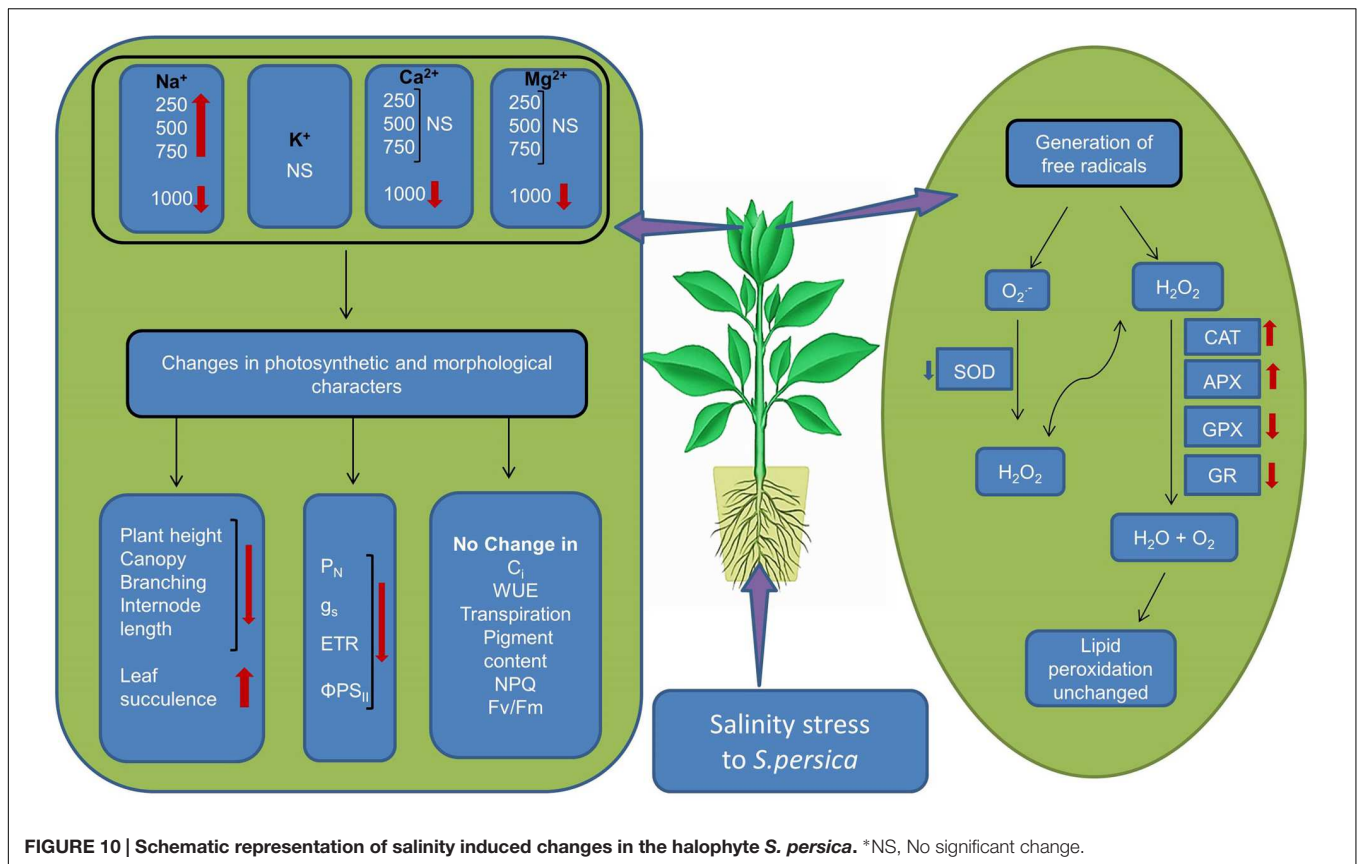 Na⁺
250
500
750
1000
K⁺
NS
Ca²⁺
250
500 NS
750
1000
Mg²⁺
250
500 NS
750
1000
Changes in photosynthetic and morphological
characters
Plant height
Canopy
Branching
Internode
length
Leaf
succulence
P_N
g_s
ETR
ΦPS_II
No Change in
C_i
WUE
Transpiration
Pigment
content
NPQ
Fv/Fm
Salinity stress
to S.persica
Generation of
free radicals
O₂·⁻
H₂O₂
SOD
CAT
APX
GPX
GR
H₂O₂
H₂O + O₂
Lipid
peroxidation
unchanged
FIGURE 10 | Schematic representation of salinity induced changes in the halophyte S. persica. *NS, No significant change.